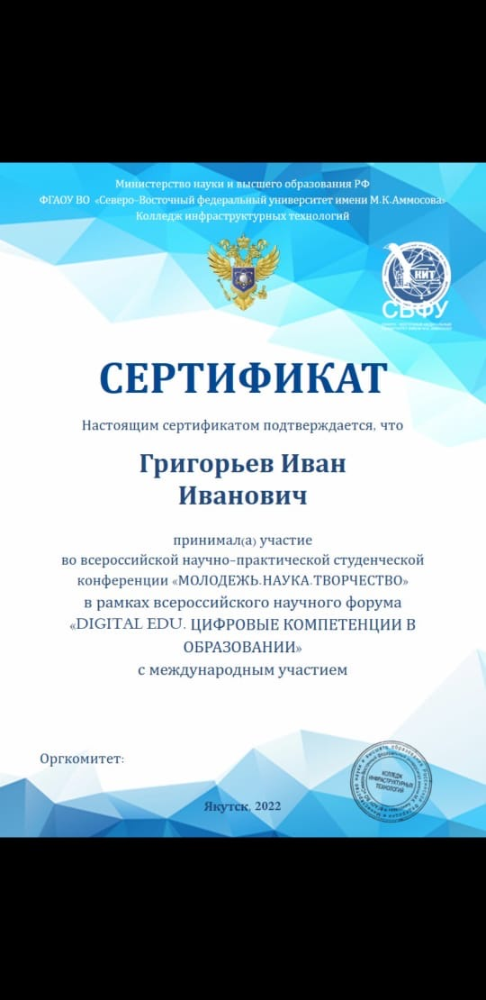 Министерство науки и высшего образования РФ
ФГАОУ ВО «Северо-Восточный федеральный университет имени М.К.Аммосова»
Колледж инфраструктурных технологий
КИТ
СВФУ
СЕРТИФИКАТ
Настоящим сертификатом подтверждается, что
Григорьев Иван
Иванович
принимал(а) участие
во всероссийской научно-практической студенческой
конференции «МОЛОДЕЖЬ.НАУКА.ТВОРЧЕСТВО»
в рамках всероссийского научного форума
«DIGITAL EDU. ЦИФРОВЫЕ КОМПЕТЕНЦИИ В
ОБРАЗОВАНИИ»
с международным участием
Оргкомитет:
КОЛЛЕДЖ
ИНФРАСТРУКТУРНЫХ
ТЕХНОЛОГИЙ
Якутск, 2022